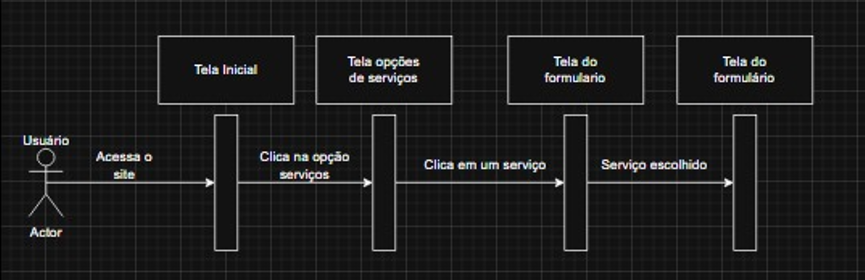 Tela Inicial
Tela opções
de serviços
Tela do
formulario
Tela do
formulário
Usuário
Acessa o
site
Clica na opção
serviços
Clica em um serviço
Serviço escolhido
Actor